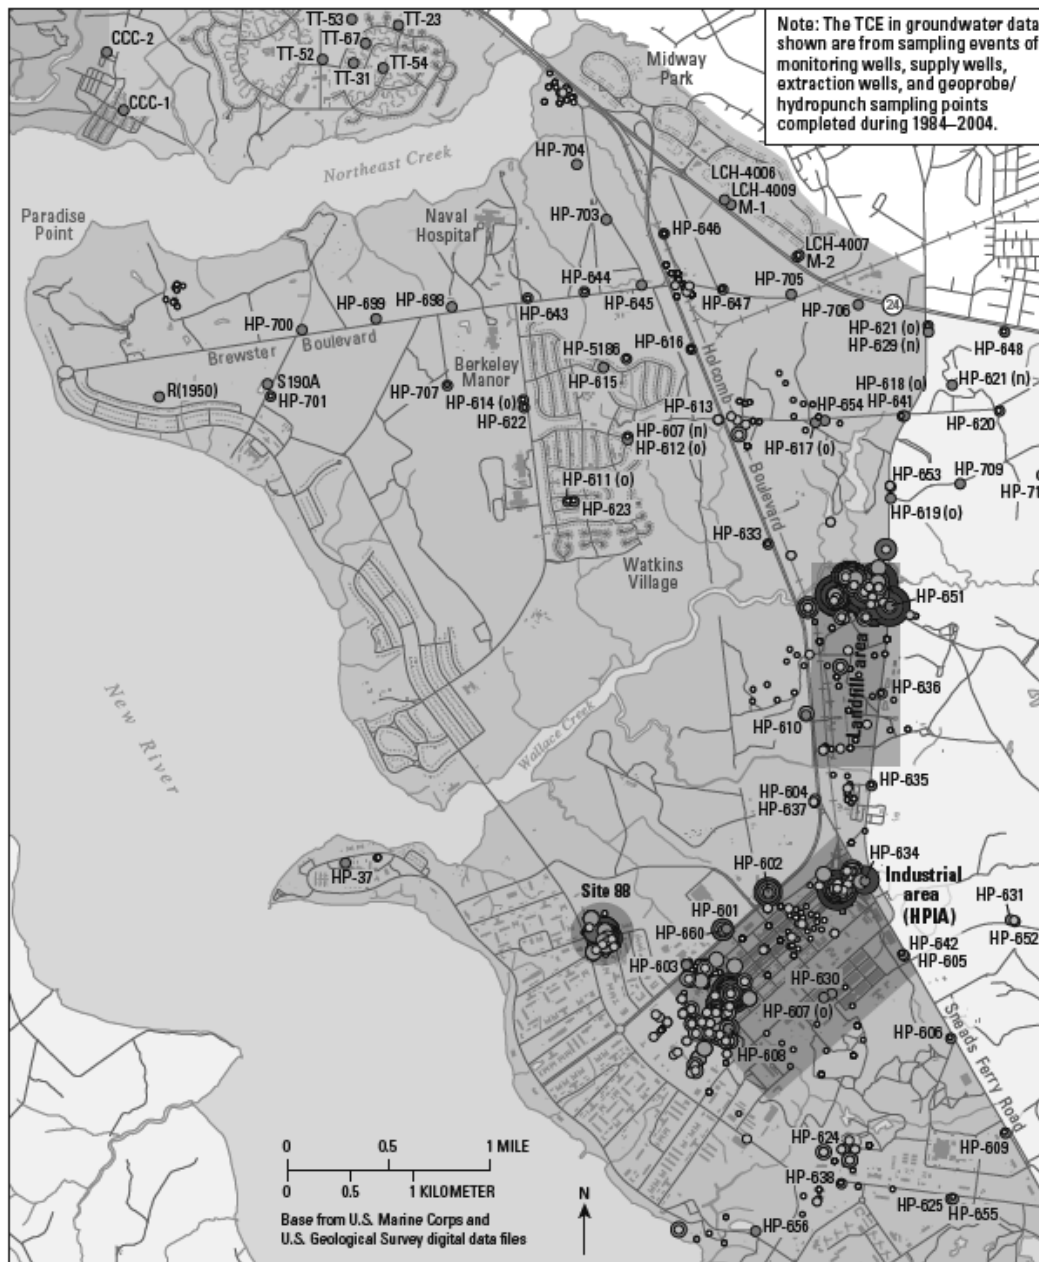 Note: The TCE in groundwater data
shown are from sampling events of
monitoring wells, supply wells,
extraction wells, and geoprobe/
hydropunch sampling points
completed during 1984–2004.
CCC-2
CCC-1
TT-53
TT-23
TT-67
TT-52
TT-31
TT-54
Midway
Park
Northeast Creek
HP-704
LCH-4006
LCH-4009
M-1
Paradise
Point
Naval
Hospital
HP-703
HP-646
LCH-4007
M-2
HP-644
HP-705
HP-699
HP-698
HP-645
HP-647
HP-706
24
HP-700
HP-643
HP-621 (o)
HP-629 (n)
HP-648
Brewster
Boulevard
Berkeley
Manor
HP-5186
HP-616
Holcomb
Boulevard
S190A
R(1950)
HP-701
HP-707
HP-615
HP-618 (o)
HP-621 (n)
HP-614 (o)
HP-622
HP-613
HP-654
HP-641
HP-620
HP-607 (n)
HP-612 (o)
HP-617 (o)
HP-611 (o)
HP-653
HP-709
HP-71
HP-623
HP-619 (o)
HP-633
Watkins
Village
HP-651
Landfill area
HP-636
New River
Wallace Creek
HP-610
HP-604
HP-637
HP-635
HP-37
HP-602
HP-634
Site 88
Industrial
area
(HPIA)
HP-601
HP-631
HP-660
HP-652
HP-642
HP-605
HP-603
HP-630
HP-607 (o)
HP-606
HP-608
Sneads Ferry Road
HP-624
HP-609
HP-638
HP-625
HP-655
HP-656
0 0.5 1 MILE
0 0.5 1 KILOMETER
N
Base from U.S. Marine Corps and
U.S. Geological Survey digital data files